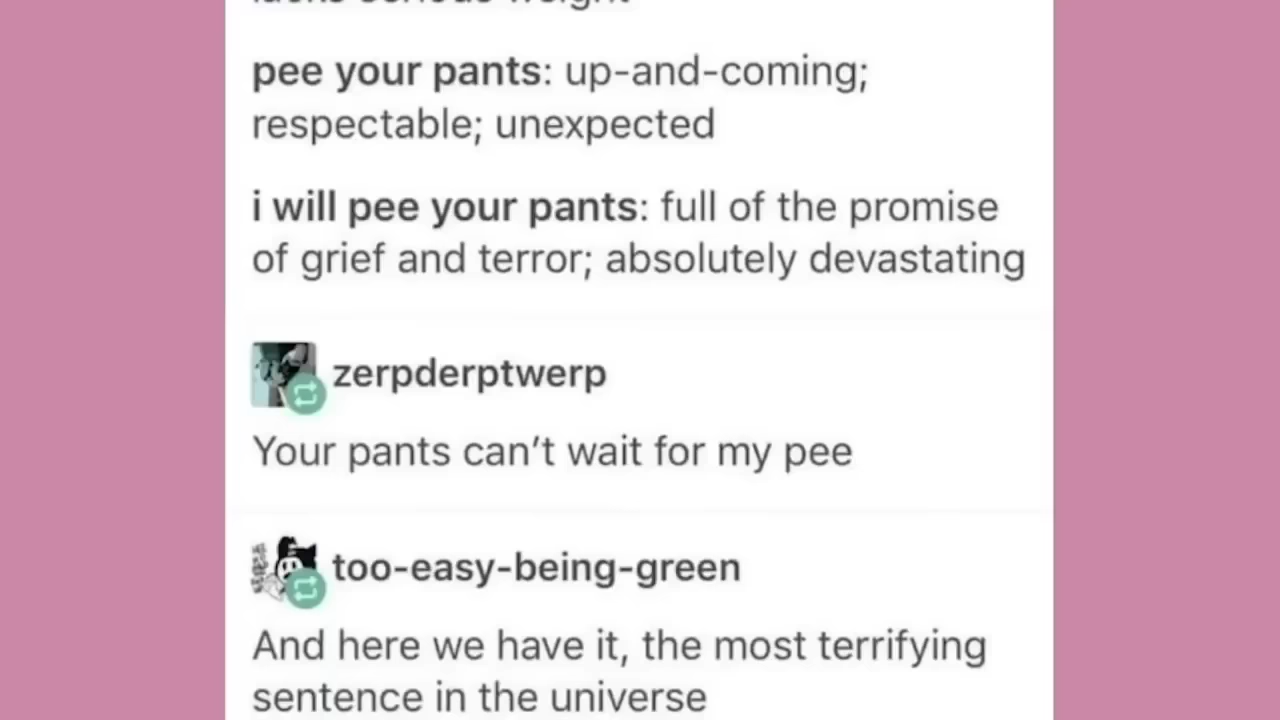 pee your pants: up-and-coming;
respectable; unexpected
i will pee your pants: full of the promise
of grief and terror; absolutely devastating
zerpderptwerp
Your pants can't wait for my pee
too-easy-being-green
And here we have it, the most terrifying
sentence in the universe